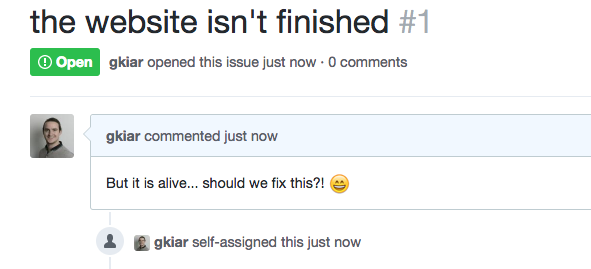 the website isn't finished #1
Open gkiar opened this issue just now · 0 comments
gkiar commented just now
But it is alive... should we fix this?! 😄
gkiar self-assigned this just now